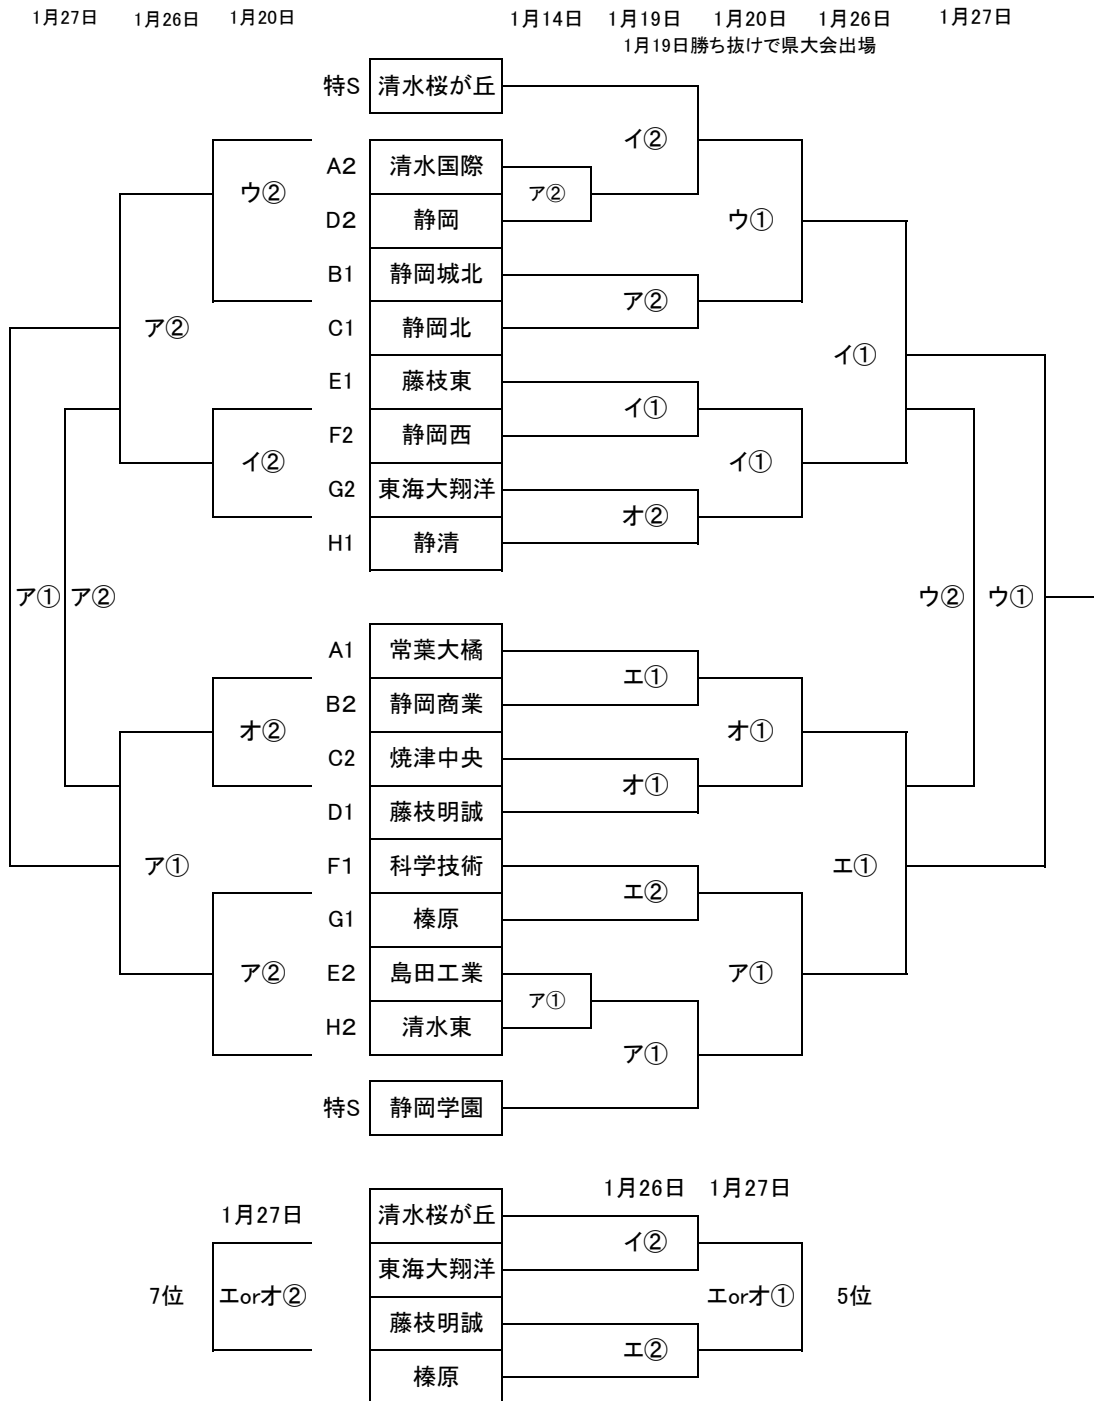 1月27日 1月26日 1月20日 1月14日 1月19日 1月20日 1月26日 1月27日
1月19日勝ち抜けで県大会出場
特S 清水桜が丘
イ②
A2 清水国際
ウ② ア②
D2 静岡
ウ①
B1 静岡城北
ア②
C1 静岡北
ア② イ①
E1 藤枝東
イ①
F2 静岡西
イ② イ①
G2 東海大翔洋
オ②
H1 静清
ア① ア② ウ② ウ①
A1 常葉大橘
エ①
B2 静岡商業
オ② オ①
C2 焼津中央
オ①
D1 藤枝明誠
ア① エ①
F1 科学技術
エ②
G1 榛原
ア② ア①
E2 島田工業
ア①
H2 清水東
ア①
特S 静岡学園
1月26日 1月27日
1月27日 清水桜が丘
イ②
東海大翔洋
7位 エorオ② エorオ① 5位
藤枝明誠
エ②
榛原